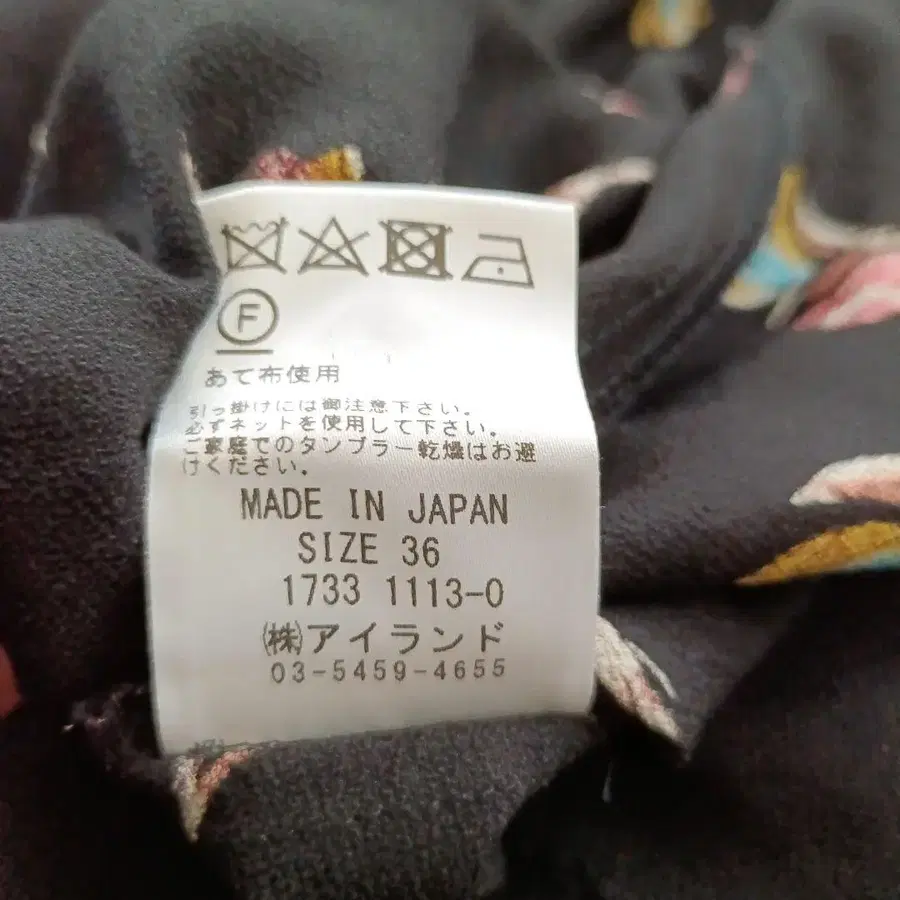 F
あて布使用
引っ掛けには御注意下さい。
必ずネットを使用して下さい。
ご家庭でのタンブラー乾燥はお避
けください。
MADE IN JAPAN
SIZE 36
1733 1113-0
㈱アイランド
03-5459-4655